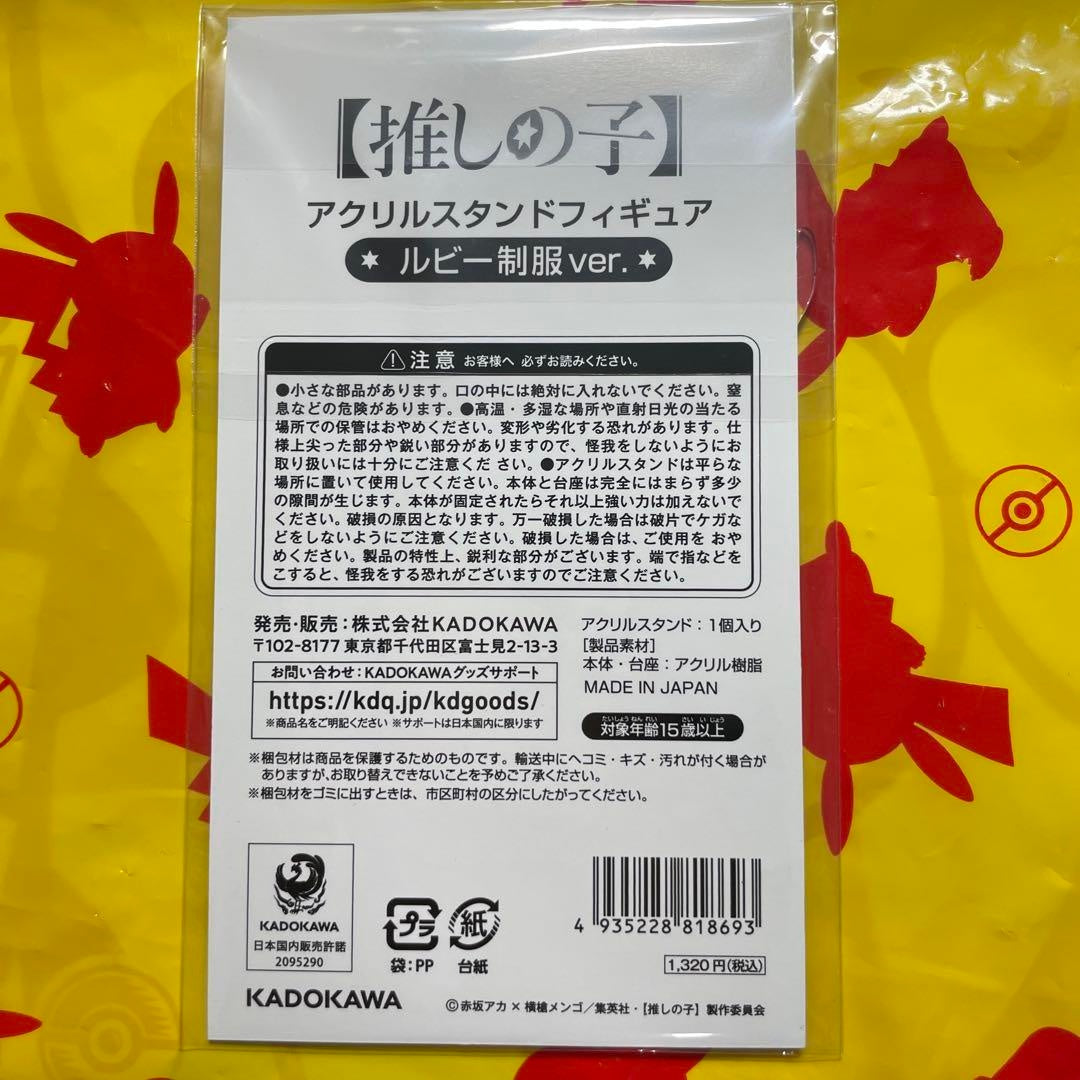 【推しの子】
アクリルスタンドフィギュア
ルビー制服ver.
注意 お客様へ 必ずお読みください。
●小さな部品があります。口の中には絶対に入れないでください。窒
息などの危険があります。●高温・多湿な場所や直射日光の当たる
場所での保管はおやめください。変形や劣化する恐れがあります。仕
様上尖った部分や鋭い部分がありますので、怪我をしないようにお
取り扱いには十分にご注意くだ さい。●アクリルスタンドは平らな
場所に置いて使用してください。本体と台座は完全にはまらず多少
の隙間が生じます。本体が固定されたらそれ以上強い力は加えないで
ください。破損の原因となります。万一破損した場合は破片でケガな
どをしないようにご注意ください。破損した場合は、ご使用を おや
めください。製品の特性上、鋭利な部分がございます。端で指などを
こすると、怪我をする恐れがございますのでご注意ください。
発売・販売：株式会社KADOKAWA
〒102-8177 東京都千代田区富士見2-13-3
お問い合わせ：KADOKAWAグッズサポート
https://kdq.jp/kdgoods/
※商品名をご明記ください ※サポートは日本国内に限ります
アクリルスタンド：1個入り
[製品素材]
本体・台座：アクリル樹脂
MADE IN JAPAN
たいしょうねんれい さいいじょう
対象年齢15歳以上
※梱包材は商品を保護するためのものです。輸送中にヘコミ・キズ・汚れが付く場合が
ありますが、お取り替えできないことを予めご了承ください。
※梱包材をゴミに出すときは、市区町村の区分にしたがってください。
KADOKAWA
日本国内販売許諾
2095290
プラ
袋：PP
紙
台紙
4 935228 818693
1,320円(税込)
KADOKAWA
©赤坂アカ×横槍メンゴ／集英社・【推しの子】製作委員会